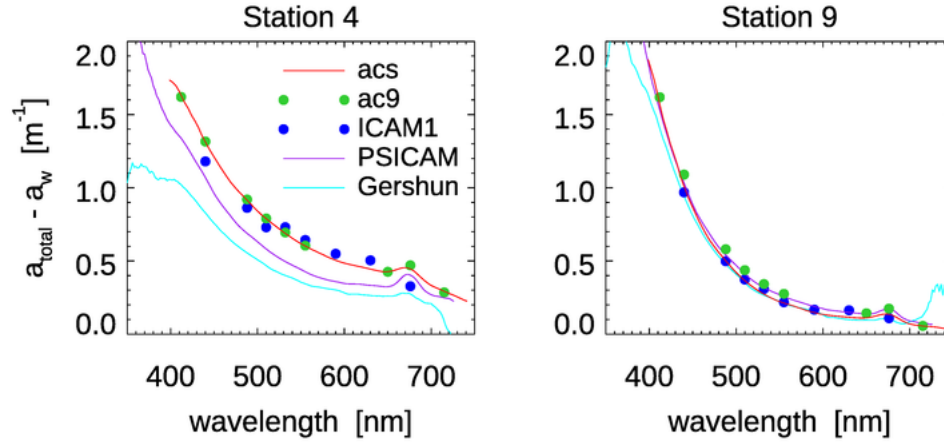 Station 4
Station 9
2.0
1.5
1.0
0.5
0.0
a_total - a_w [m⁻¹]
acs
ac9
ICAM1
PSICAM
Gershun
400 500 600 700
wavelength [nm]
2.0
1.5
1.0
0.5
0.0
400 500 600 700
wavelength [nm]